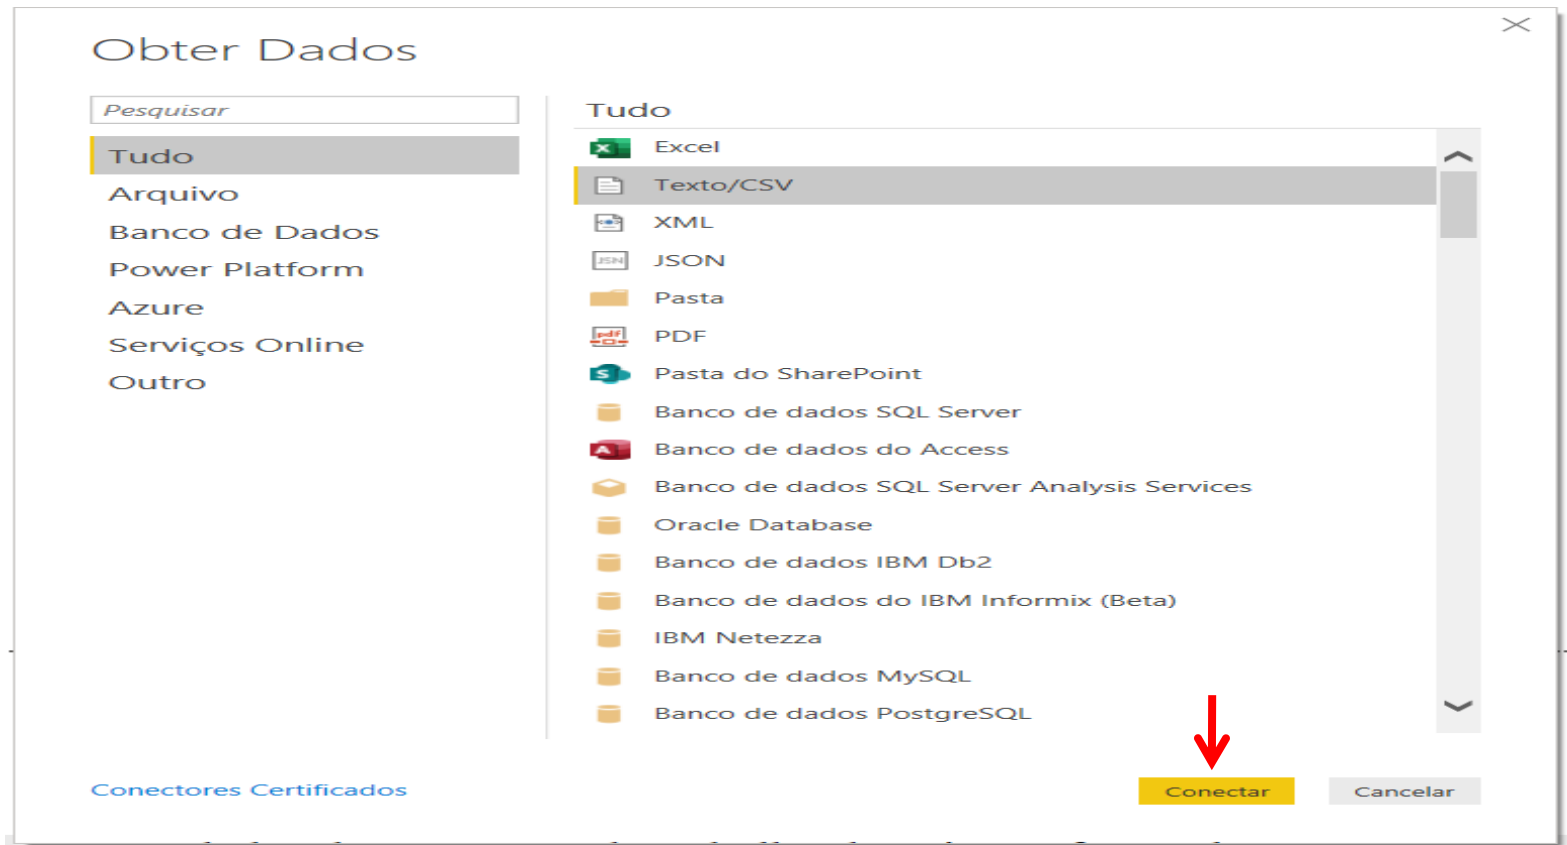 Obter Dados
Pesquisar
Tudo
Arquivo
Banco de Dados
Power Platform
Azure
Serviços Online
Outro
Tudo
Excel
Texto/CSV
XML
JSN
JSON
Pasta
pdf
PDF
S
Pasta do SharePoint
Banco de dados SQL Server
A
Banco de dados do Access
Banco de dados SQL Server Analysis Services
Oracle Database
Banco de dados IBM Db2
Banco de dados do IBM Informix (Beta)
IBM Netezza
Banco de dados MySQL
Banco de dados PostgreSQL
Conectores Certificados
Conectar
Cancelar